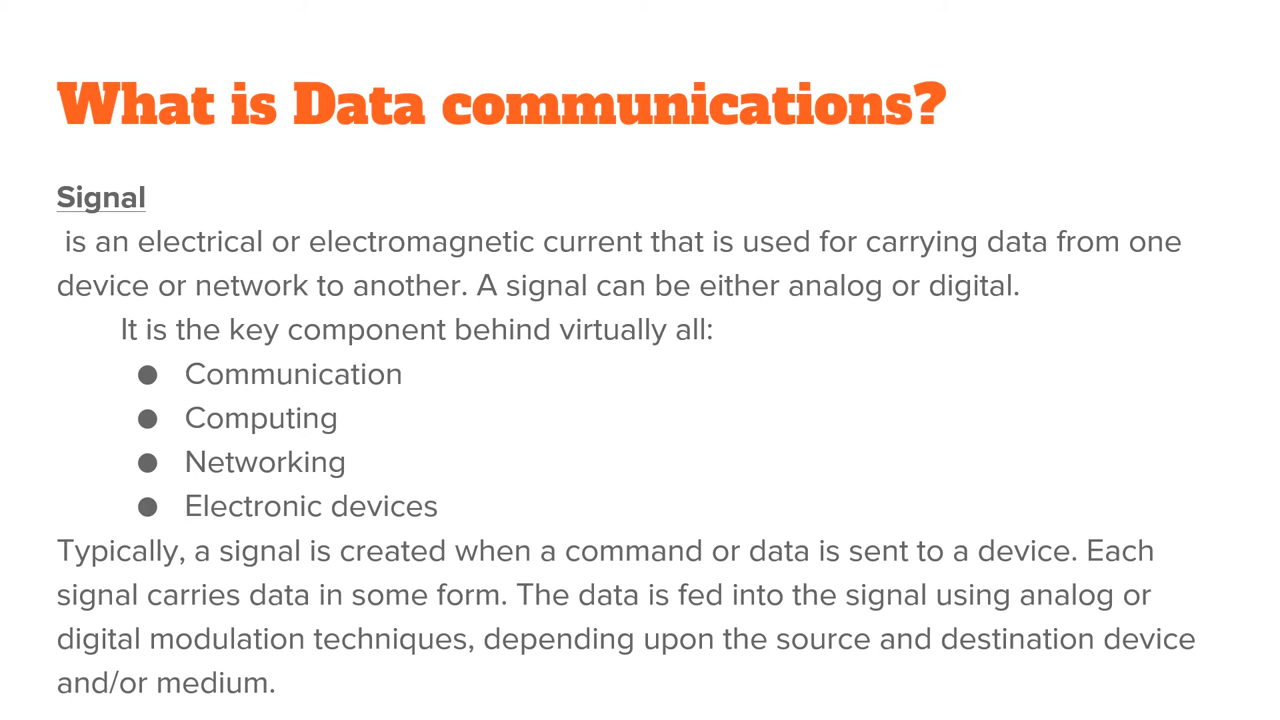 What is Data communications?
Signal
is an electrical or electromagnetic current that is used for carrying data from one
device or network to another. A signal can be either analog or digital.
It is the key component behind virtually all:
● Communication
● Computing
● Networking
● Electronic devices
Typically, a signal is created when a command or data is sent to a device. Each
signal carries data in some form. The data is fed into the signal using analog or
digital modulation techniques, depending upon the source and destination device
and/or medium.